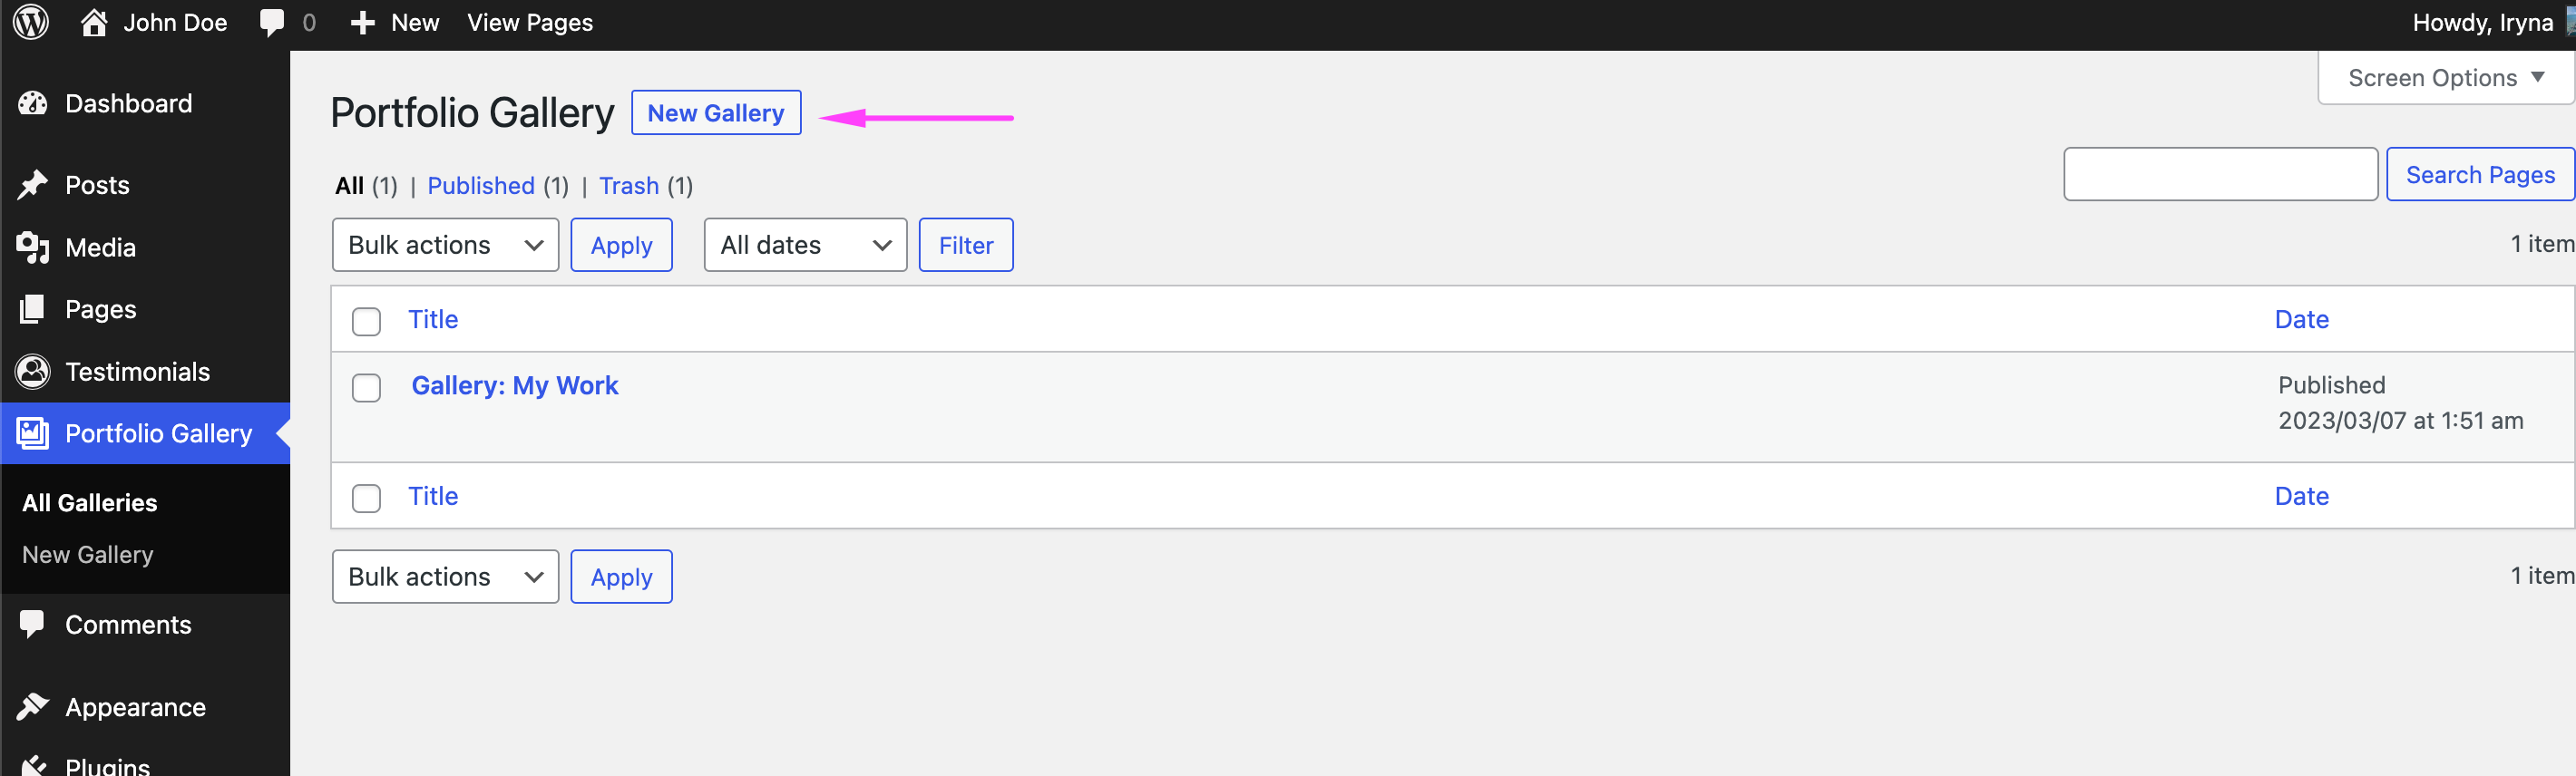 John Doe 0 New View Pages Howdy, Iryna
Screen Options
Dashboard
Posts
Media
Pages
Testimonials
Portfolio Gallery
All Galleries
New Gallery
Comments
Appearance
Plugins
Portfolio Gallery New Gallery
All (1) | Published (1) | Trash (1)
Search Pages
Bulk actions Apply All dates Filter 1 item
Title Date
Gallery: My Work Published
2023/03/07 at 1:51 am
Title Date
Bulk actions Apply 1 item